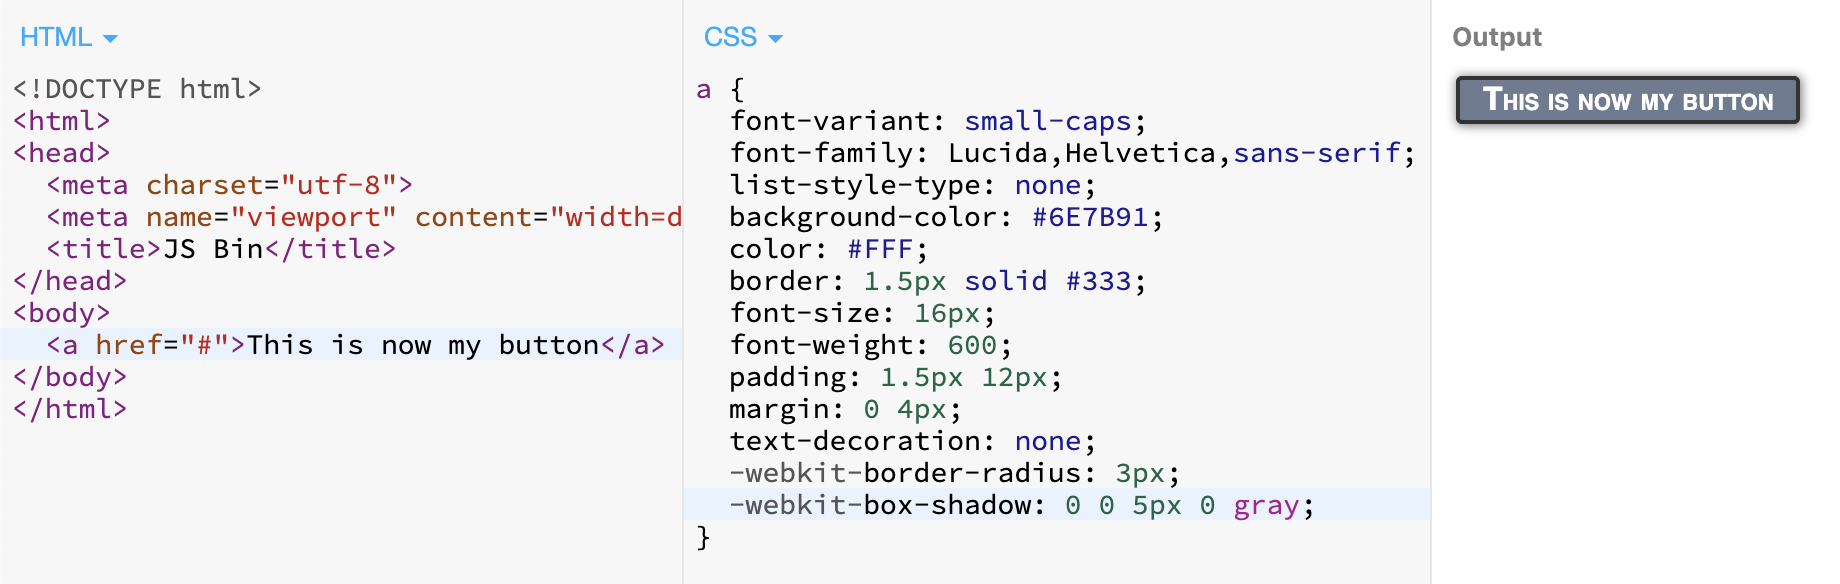 HTML
<!DOCTYPE html>
<html>
<head>
<meta charset="utf-8">
<meta name="viewport" content="width=d
<title>JS Bin</title>
</head>
<body>
<a href="#">This is now my button</a>
</body>
</html>
CSS
a {
font-variant: small-caps;
font-family: Lucida,Helvetica,sans-serif;
list-style-type: none;
background-color: #6E7B91;
color: #FFF;
border: 1.5px solid #333;
font-size: 16px;
font-weight: 600;
padding: 1.5px 12px;
margin: 0 4px;
text-decoration: none;
-webkit-border-radius: 3px;
-webkit-box-shadow: 0 0 5px 0 gray;
}
Output
This is now my button